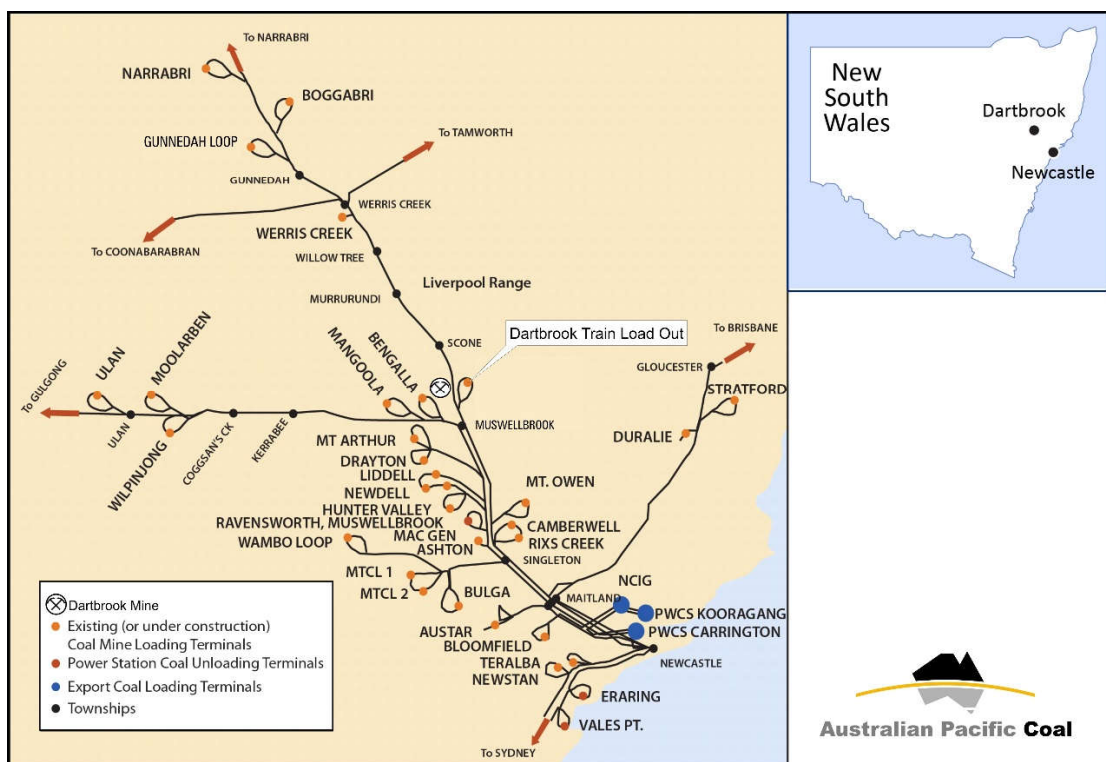 To NARRABRI
NARRABRI
BOGGABRI
GUNNEDAH LOOP
To TAMWORTH
GUNNEDAH
WERRIS CREEK
WERRIS CREEK
To COONABARABRAN
WILLOW TREE
Liverpool Range
MURRURUNDI
Dartbrook Train Load Out
SCONE
To BRISBANE
GLOUCESTER
STRATFORD
DURALIE
To GULGONG
ULAN
MOOLARBEN
MANGOOLA
BENGALLA
ULAN
WILPINJONG
COGGSAN'S CK
KERRABEE
MUSWELLBROOK
MT ARTHUR
DRAYTON
LIDDELL
NEWDELL
HUNTER VALLEY
RAVENSWORTH, MUSWELLBROOK
MAC GEN
WAMBO LOOP
ASHTON
MT. OWEN
CAMBERWELL
RIXS CREEK
SINGLETON
MTCL 1
MTCL 2
BULGA
NCIG
MAITLAND
PWCS KOORAGANG
PWCS CARRINGTON
AUSTAR
BLOOMFIELD
NEWCASTLE
TERALBA
NEWSTAN
ERARING
VALES PT.
To SYDNEY
Dartbrook Mine
Existing (or under construction)
Coal Mine Loading Terminals
Power Station Coal Unloading Terminals
Export Coal Loading Terminals
Townships
New
South
Wales
Dartbrook
Newcastle
Australian Pacific Coal